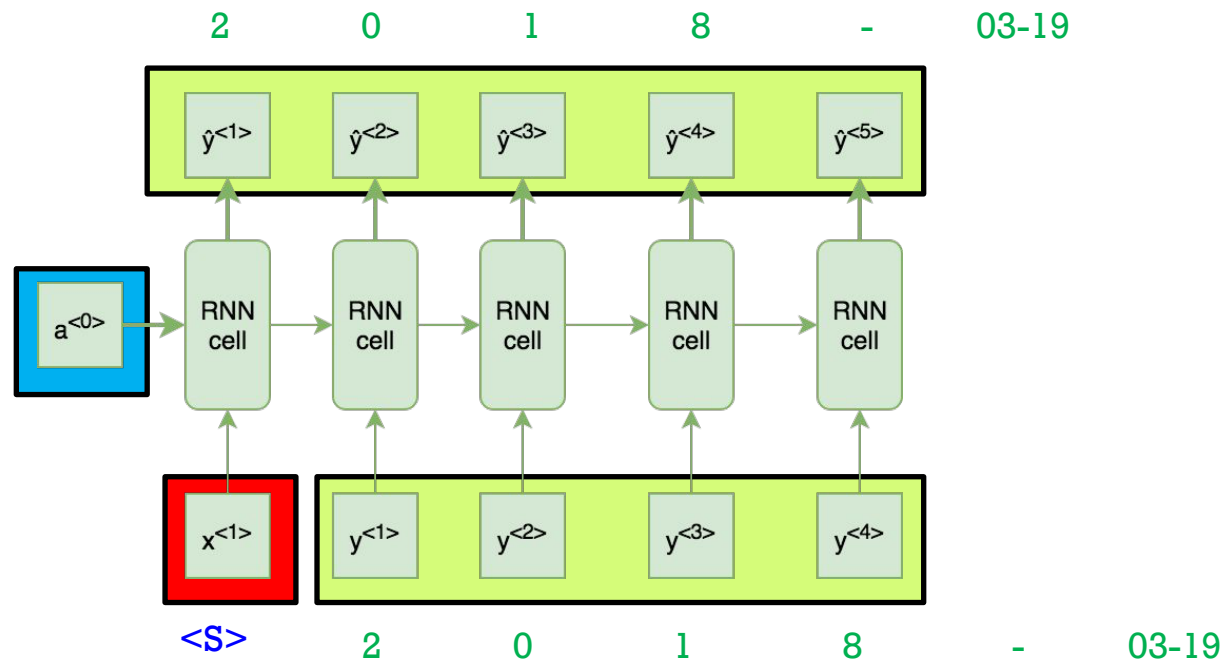 2 0 1 8 - 03-19
ŷ<1> ŷ<2> ŷ<3> ŷ<4> ŷ<5>
a<0> RNN cell RNN cell RNN cell RNN cell RNN cell
x<1> y<1> y<2> y<3> y<4>
<S> 2 0 1 8 - 03-19